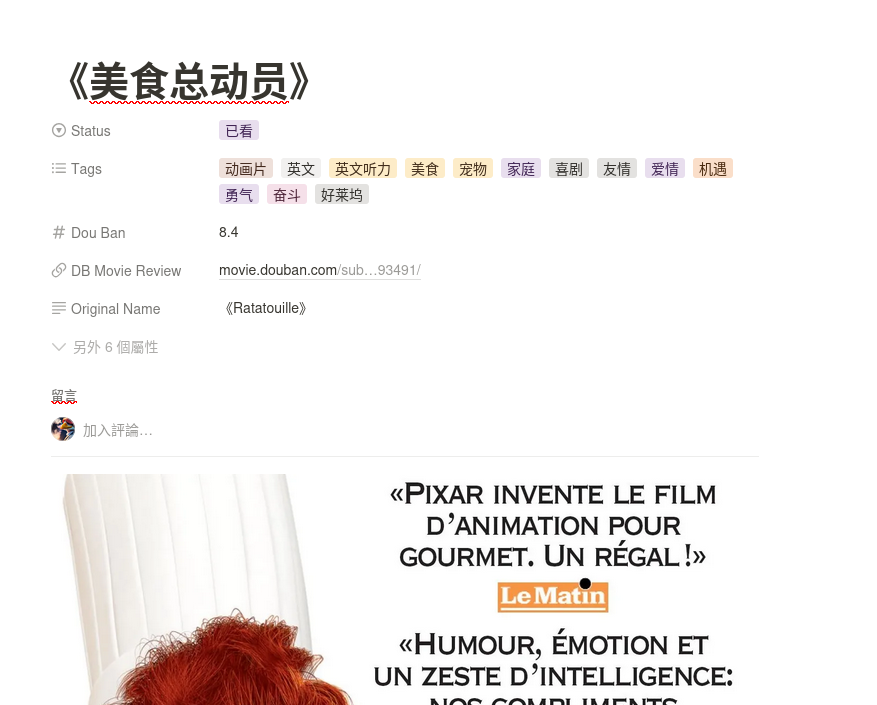 《美食总动员》
Status 已看
Tags 动画片 英文 英文听力 美食 宠物 家庭 喜剧 友情 爱情 机遇
勇气 奋斗 好莱坞
Dou Ban 8.4
DB Movie Review movie.douban.com/sub…93491/
Original Name 《Ratatouille》
另外 6 個屬性
留言
加入評論…
«PIXAR INVENTE LE FILM
D’ANIMATION POUR
GOURMET. UN RÉGAL!»
Le Matin
«HUMOUR, ÉMOTION ET
UN ZESTE D’INTELLIGENCE:
NOS COMPLIMENTS